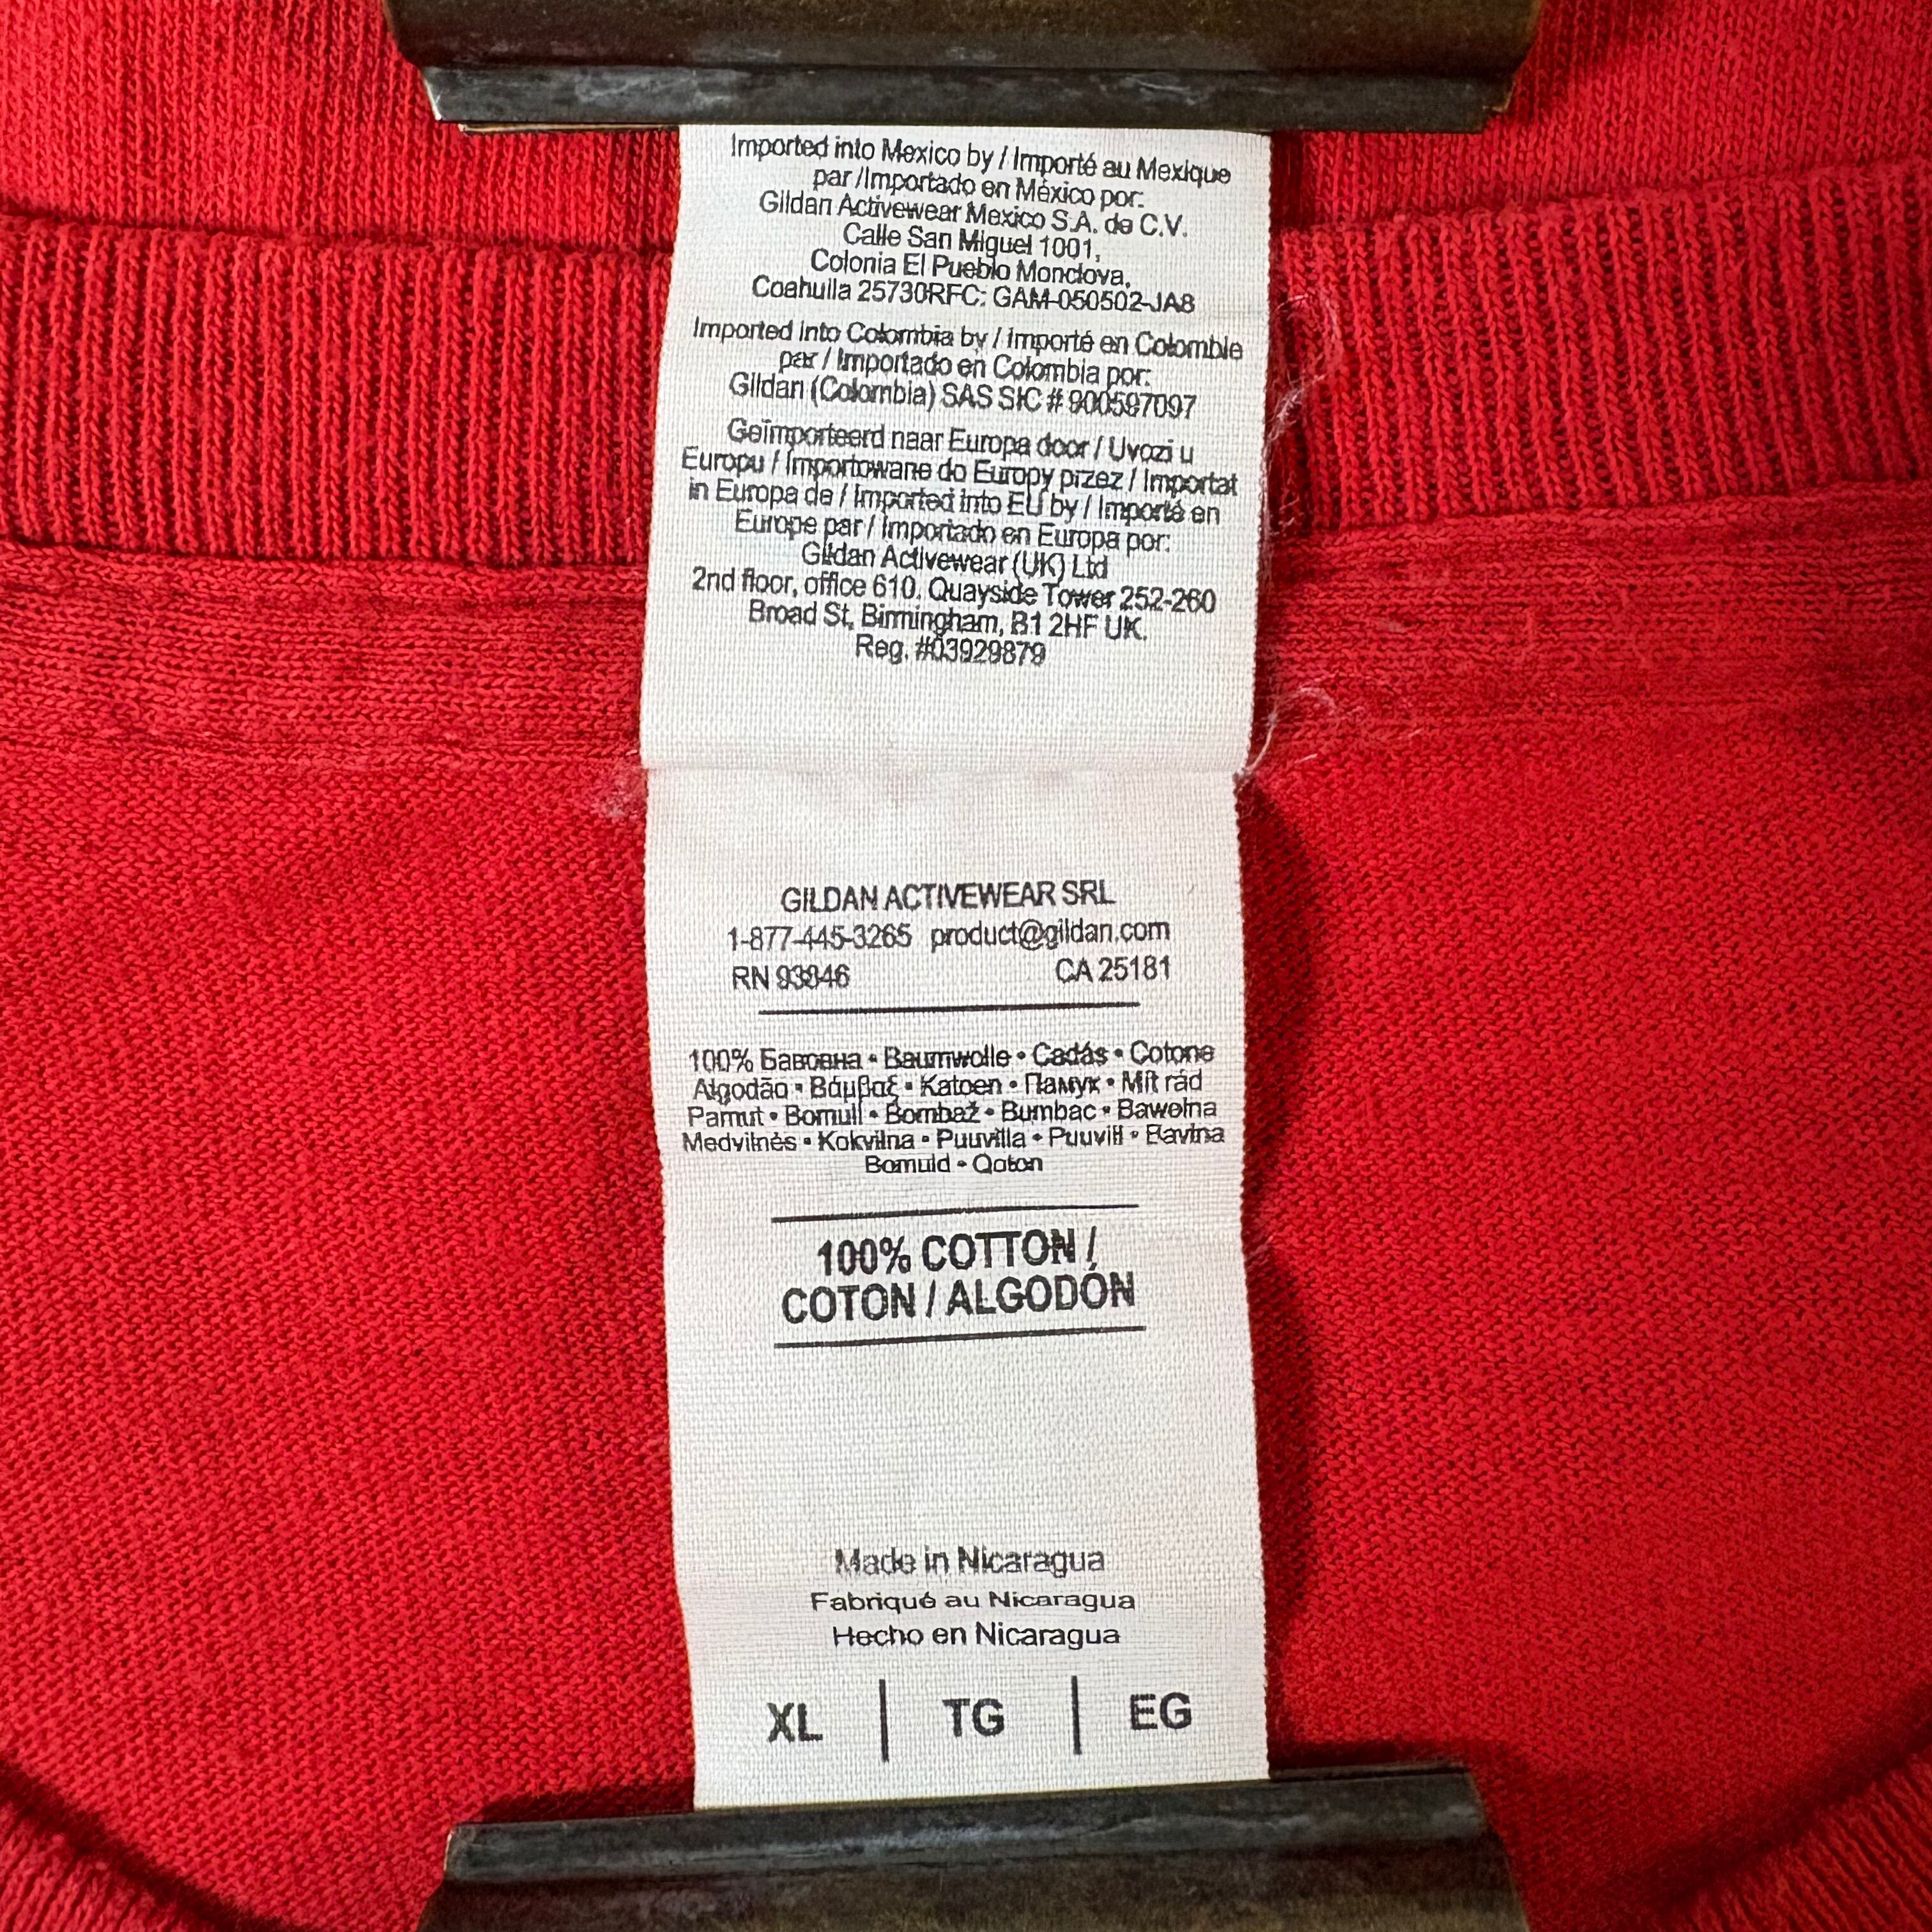 Imported into Mexico by / Importé au Mexique
par /Importado en México por:
Gildan Activewear Mexico S.A. de C.V.
Calle San Miguel 1001,
Colonia El Pueblo Monclova,
Coahuila 25730RFC: GAM-050502-JA8
Imported into Colombia by / Importé en Colombie
par / Importado en Colombia por:
Gildan (Colombia) SAS SIC # 900597097
Geïmporteerd naar Europa door / Uvozi u
Europu / Importowane do Europy przez / Importat
in Europa de / Imported into EU by / Importé en
Europe par / Importado en Europa por:
Gildan Activewear (UK) Ltd
2nd floor, office 610, Quayside Tower 252-260
Broad St, Birmingham, B1 2HF UK.
Reg. #03929879
GILDAN ACTIVEWEAR SRL
1-877-445-3265 product@gildan.com
RN 93846 CA 25181
100% Бавовна • Baumwolle • Cadás • Cotone
Algodão • Βάμβαξ • Katoen • Памук • Mít rád
Pamut • Bomull • Bombaž • Bumbac • Bawełna
Medvilnės • Kokvilna • Puuvilla • Puuvill • Bavlna
Bomuld • Qoton
100% COTTON /
COTON / ALGODÓN
Made in Nicaragua
Fabriqué au Nicaragua
Hecho en Nicaragua
XL | TG | EG